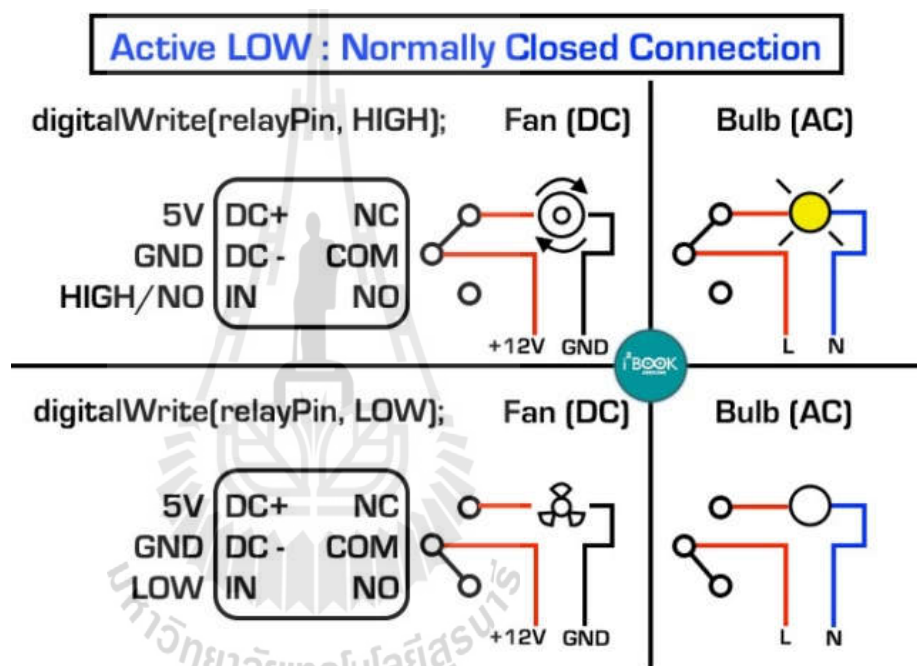 Active LOW : Normally Closed Connection
digitalWrite(relayPin, HIGH); Fan (DC) Bulb (AC)
5V DC+ NC
GND DC - COM
HIGH/NO IN NO
+12V GND L N
i²BOOK
digitalWrite(relayPin, LOW); Fan (DC) Bulb (AC)
5V DC+ NC
GND DC - COM
LOW IN NO
+12V GND L N